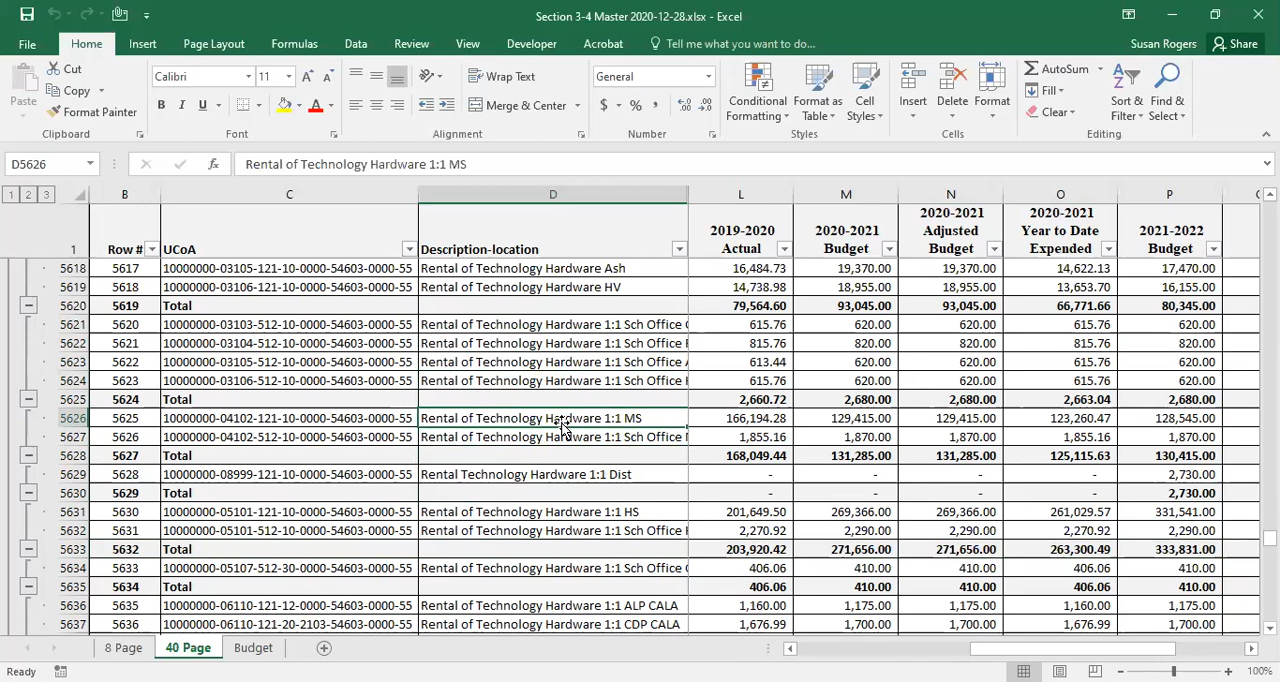 Section 3-4 Master 2020-12-28.xlsx - Excel
File Home Insert Page Layout Formulas Data Review View Developer Acrobat Tell me what you want to do... Susan Rogers Share
Paste Cut Copy Format Painter Clipboard
Calibri 11 B I U A Font
Wrap Text Merge & Center Alignment
General $ % , Number
Conditional Formatting Format as Table Cell Styles Styles
Insert Delete Format Cells
AutoSum Fill Clear Sort & Filter Find & Select Editing
D5626 fx Rental of Technology Hardware 1:1 MS
1 2 3 B C D L M N O P
1 Row # UCoA Description-location 2019-2020 Actual 2020-2021 Budget 2020-2021 Adjusted Budget 2020-2021 Year to Date Expended 2021-2022 Budget
5618 5617 10000000-03105-121-10-0000-54603-0000-55 Rental of Technology Hardware Ash 16,484.73 19,370.00 19,370.00 14,622.13 17,470.00
5619 5618 10000000-03106-121-10-0000-54603-0000-55 Rental of Technology Hardware HV 14,738.98 18,955.00 18,955.00 13,653.70 16,155.00
5620 5619 Total 79,564.60 93,045.00 93,045.00 66,771.66 80,345.00
5621 5620 10000000-03103-512-10-0000-54603-0000-55 Rental of Technology Hardware 1:1 Sch Office 615.76 620.00 620.00 615.76 620.00
5622 5621 10000000-03104-512-10-0000-54603-0000-55 Rental of Technology Hardware 1:1 Sch Office 815.76 820.00 820.00 815.76 820.00
5623 5622 10000000-03105-512-10-0000-54603-0000-55 Rental of Technology Hardware 1:1 Sch Office 613.44 620.00 620.00 615.76 620.00
5624 5623 10000000-03106-512-10-0000-54603-0000-55 Rental of Technology Hardware 1:1 Sch Office 615.76 620.00 620.00 615.76 620.00
5625 5624 Total 2,660.72 2,680.00 2,680.00 2,663.04 2,680.00
5626 5625 10000000-04102-121-10-0000-54603-0000-55 Rental of Technology Hardware 1:1 MS 166,194.28 129,415.00 129,415.00 123,260.47 128,545.00
5627 5626 10000000-04102-512-10-0000-54603-0000-55 Rental of Technology Hardware 1:1 Sch Office 1,855.16 1,870.00 1,870.00 1,855.16 1,870.00
5628 5627 Total 168,049.44 131,285.00 131,285.00 125,115.63 130,415.00
5629 5628 10000000-08999-121-10-0000-54603-0000-55 Rental Technology Hardware 1:1 Dist - - - - 2,730.00
5630 5629 Total - - - - 2,730.00
5631 5630 10000000-05101-121-10-0000-54603-0000-55 Rental of Technology Hardware 1:1 HS 201,649.50 269,366.00 269,366.00 261,029.57 331,541.00
5632 5631 10000000-05101-512-10-0000-54603-0000-55 Rental of Technology Hardware 1:1 Sch Office 2,270.92 2,290.00 2,290.00 2,270.92 2,290.00
5633 5632 Total 203,920.42 271,656.00 271,656.00 263,300.49 333,831.00
5634 5633 10000000-05107-512-30-0000-54603-0000-55 Rental of Technology Hardware 1:1 Sch Office 406.06 410.00 410.00 406.06 410.00
5635 5634 Total 406.06 410.00 410.00 406.06 410.00
5636 5635 10000000-06110-121-12-0000-54603-0000-55 Rental of Technology Hardware 1:1 ALP CALA 1,160.00 1,175.00 1,175.00 1,160.00 1,175.00
5637 5636 10000000-06110-121-20-2103-54603-0000-55 Rental of Technology Hardware 1:1 CDP CALA 1,676.99 1,700.00 1,700.00 1,676.99 1,700.00
8 Page 40 Page Budget
Ready 100%